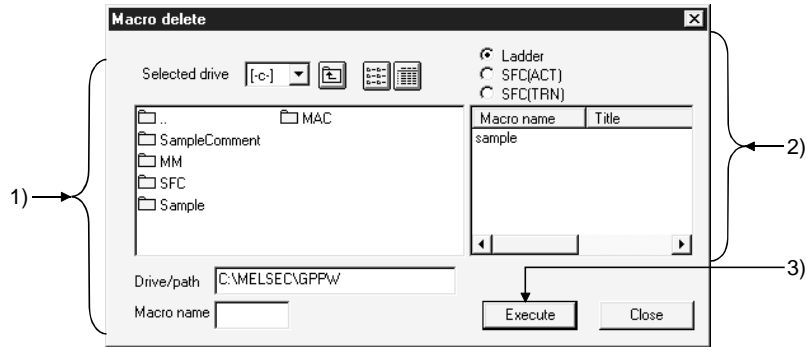 Macro delete
Selected drive [-c-]
Ladder
SFC(ACT)
SFC(TRN)
..
MAC
SampleComment
MM
SFC
Sample
Macro name Title
sample
1)
2)
3)
Drive/path C:\MELSEC\GPPW
Macro name
Execute Close